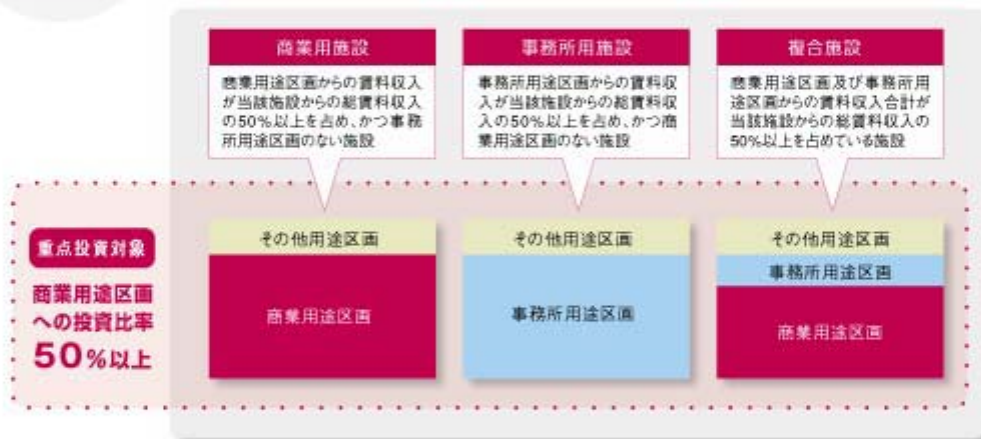 商業用施設
商業用途区画からの賃料収入
が当該施設からの総賃料収入
の50%以上を占め、かつ事務
所用途区画のない施設
事務所用施設
事務所用途区画からの賃料収
入が当該施設からの総賃料収
入の50%以上を占め、かつ商
業用途区画のない施設
複合施設
商業用途区画及び事務所用
途区画からの賃料収入合計が
当該施設からの総賃料収入の
50%以上を占めている施設
重点投資対象
商業用途区画
への投資比率
50%以上
その他用途区画
商業用途区画
その他用途区画
事務所用途区画
その他用途区画
事務所用途区画
商業用途区画